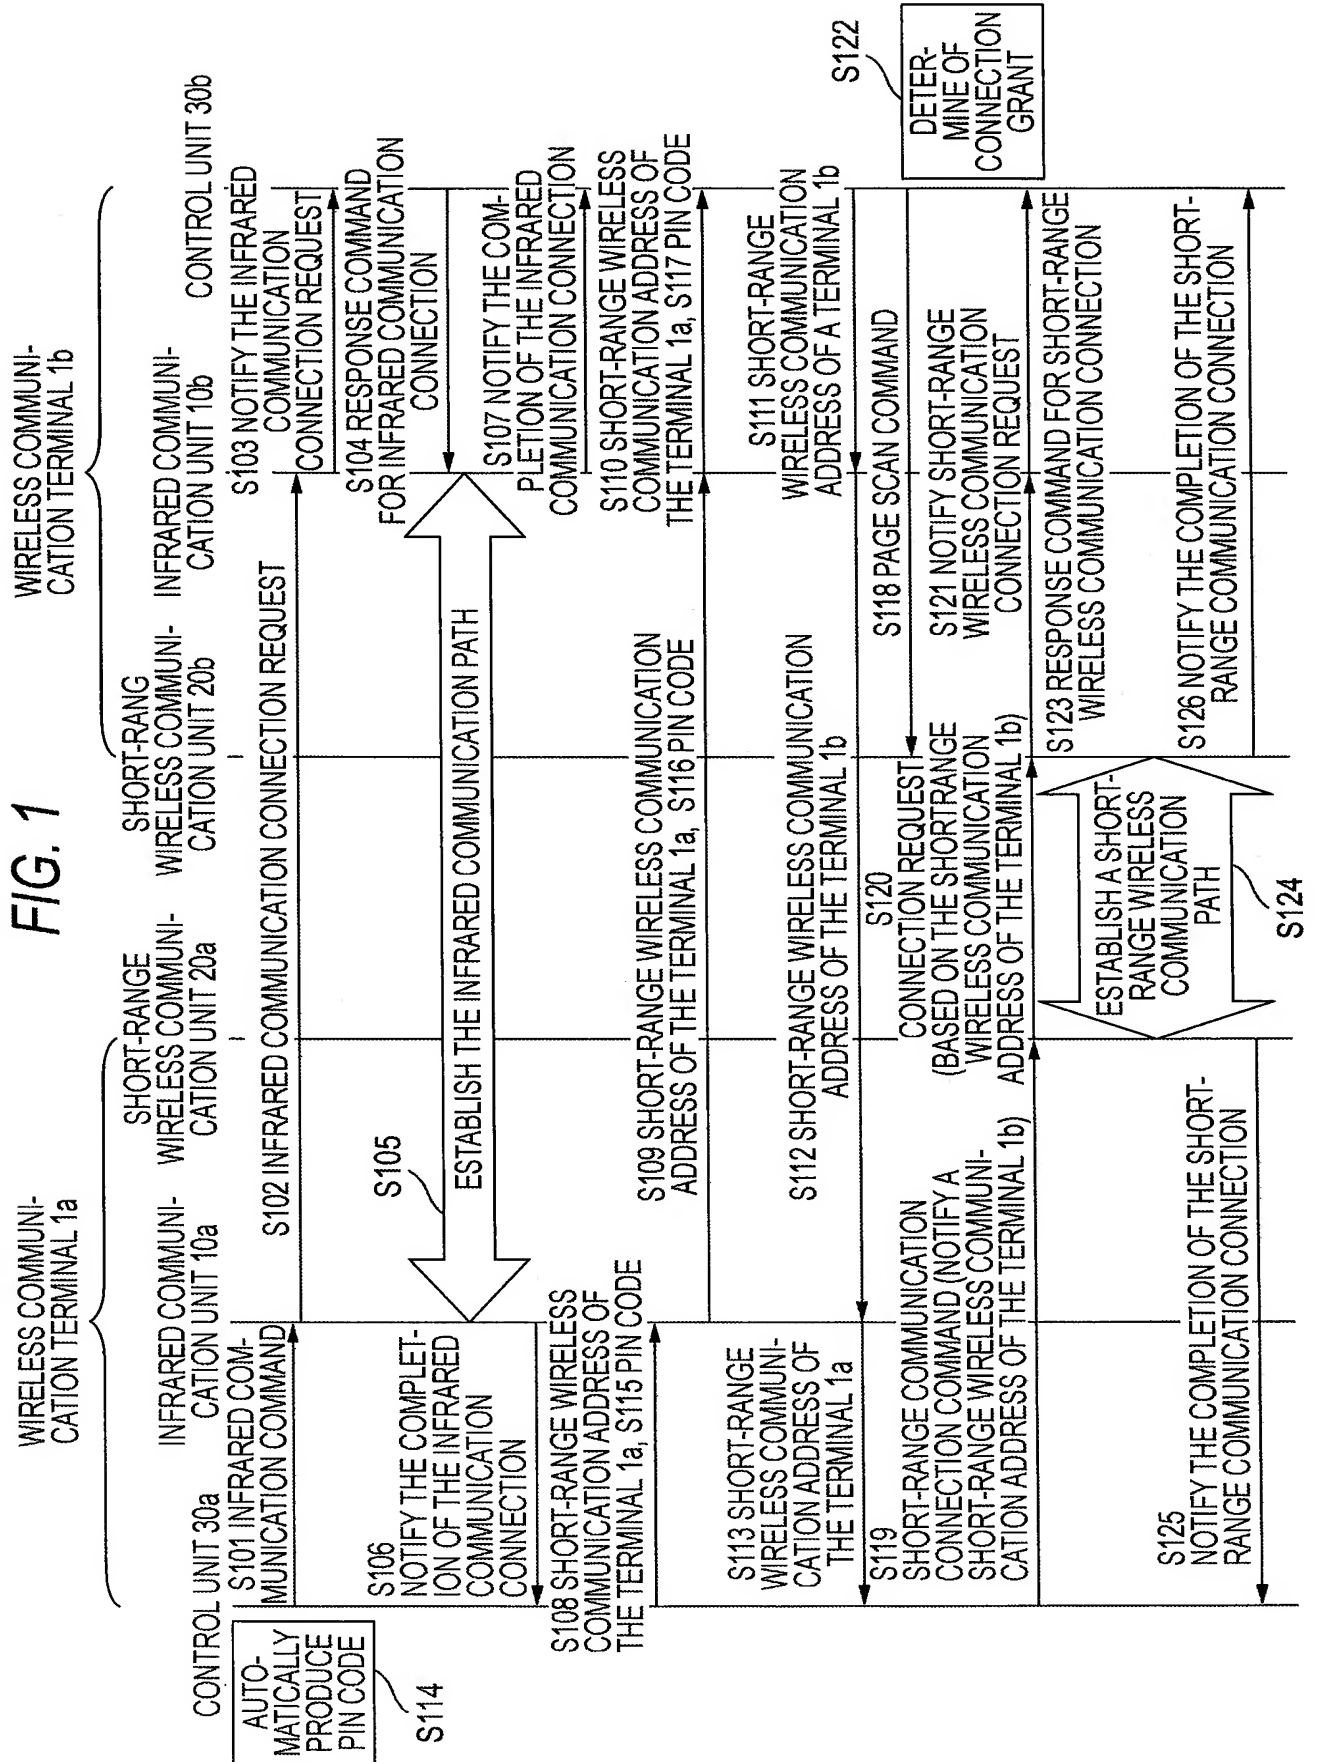 FIG. 1
WIRELESS COMMUNI-
CATION TERMINAL 1a
WIRELESS COMMUNI-
CATION TERMINAL 1b
CONTROL UNIT 30a
INFRARED COMMUNI-
CATION UNIT 10a
SHORT-RANGE
WIRELESS COMMUNI-
CATION UNIT 20a
SHORT-RANG
WIRELESS COMMUNI-
CATION UNIT 20b
INFRARED COMMUNI-
CATION UNIT 10b
CONTROL UNIT 30b
AUTO-
MATICALLY
PRODUCE
PIN CODE
S114
S101 INFRARED COM-
MUNICATION COMMAND
S102 INFRARED COMMUNICATION CONNECTION REQUEST
S103 NOTIFY THE INFRARED
COMMUNICATION
CONNECTION REQUEST
S104 RESPONSE COMMAND
FOR INFRARED COMMUNICATION
CONNECTION
S105
ESTABLISH THE INFRARED COMMUNICATION PATH
S106
NOTIFY THE COMPLET-
ION OF THE INFRARED
COMMUNICATION
CONNECTION
S107 NOTIFY THE COM-
PLETION OF THE INFRARED
COMMUNICATION CONNECTION
S108 SHORT-RANGE WIRELESS
COMMUNICATION ADDRESS OF
THE TERMINAL 1a, S115 PIN CODE
S109 SHORT-RANGE WIRELESS COMMUNICATION
ADDRESS OF THE TERMINAL 1a, S116 PIN CODE
S110 SHORT-RANGE WIRELESS
COMMUNICATION ADDRESS OF
THE TERMINAL 1a, S117 PIN CODE
S111 SHORT-RANGE
WIRELESS COMMUNICATION
ADDRESS OF A TERMINAL 1b
S112 SHORT-RANGE WIRELESS COMMUNICATION
ADDRESS OF THE TERMINAL 1b
S113 SHORT-RANGE
WIRELESS COMMUNI-
CATION ADDRESS OF
THE TERMINAL 1a
S118 PAGE SCAN COMMAND
S119
SHORT-RANGE COMMUNICATION
CONNECTION COMMAND (NOTIFY A
SHORT-RANGE WIRELESS COMMUNI-
CATION ADDRESS OF THE TERMINAL 1b)
S120
CONNECTION REQUEST
(BASED ON THE SHORTRANGE
WIRELESS COMMUNICATION
ADDRESS OF THE TERMINAL 1b)
S121 NOTIFY SHORT-RANGE
WIRELESS COMMUNICATION
CONNECTION REQUEST
S122
DETER-
MINE OF
CONNECTION
GRANT
S123 RESPONSE COMMAND FOR SHORT-RANGE
WIRELESS COMMUNICATION CONNECTION
ESTABLISH A SHORT-
RANGE WIRELESS
COMMUNICATION
PATH
S124
S125
NOTIFY THE COMPLETION OF THE SHORT-
RANGE COMMUNICATION CONNECTION
S126 NOTIFY THE COMPLETION OF THE SHORT-
RANGE COMMUNICATION CONNECTION